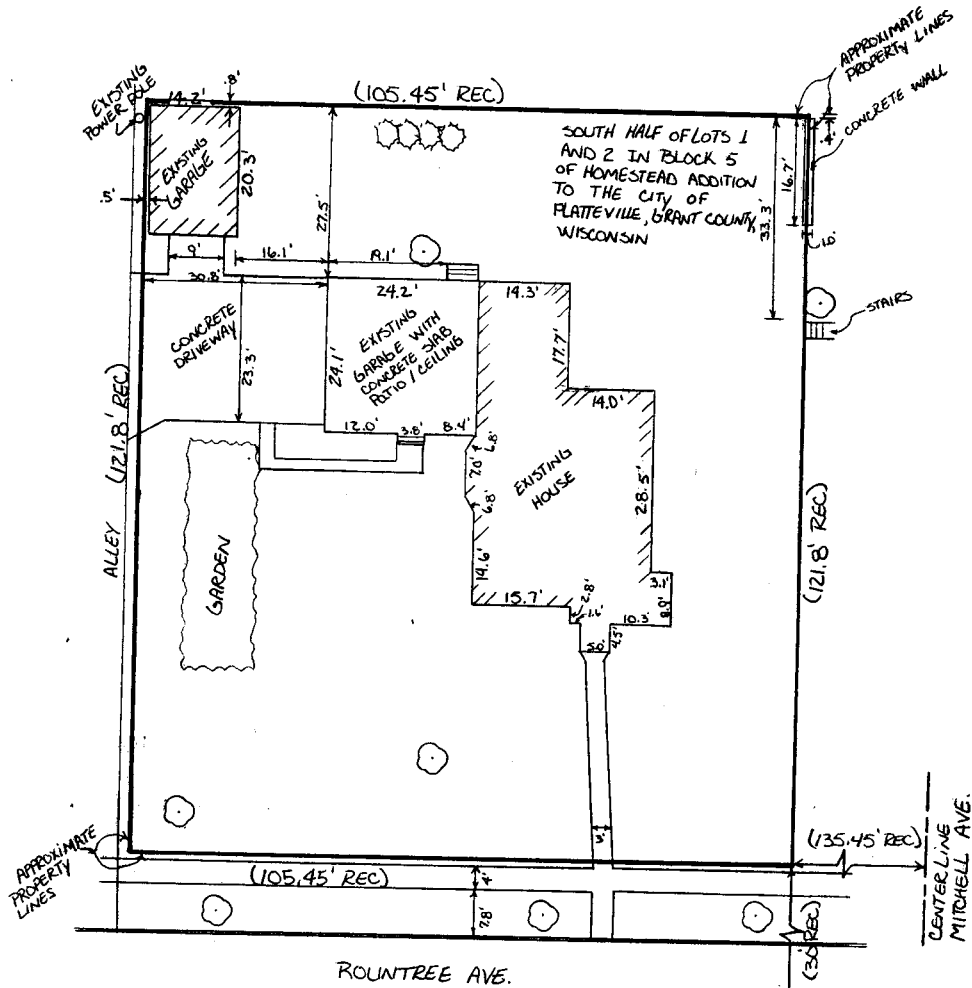 EXISTING
POWER POLE
14.2'
.8'
(105.45' REC)
APPROXIMATE
PROPERTY LINES
CONCRETE WALL
.4'
EXISTING
GARAGE
20.3'
.5'
27.5'
SOUTH HALF OF LOTS 1
AND 2 IN BLOCK 5
OF HOMESTEAD ADDITION
TO THE CITY OF
PLATTEVILLE, GRANT COUNTY,
WISCONSIN
16.7'
33.3'
1.0'
9'
16.1'
19.1'
30.8'
24.2'
14.3'
STAIRS
CONCRETE
DRIVEWAY
23.3'
24.1'
EXISTING
GARAGE WITH
CONCRETE SLAB
PATIO / CEILING
17.7'
14.0'
12.0'
3.8'
8.4'
6.8'
7.0'
6.8'
EXISTING
HOUSE
28.5'
(121.8' REC)
ALLEY
(121.8' REC)
GARDEN
14.6'
15.7'
2.8'
1.6'
3.1'
8.9'
10.3'
4.5'
5.0'
APPROXIMATE
PROPERTY
LINES
(135.45' REC)
(105.45' REC)
4'
7.8'
(30' REC)
CENTERLINE
MITCHELL AVE.
ROUNTREE AVE.